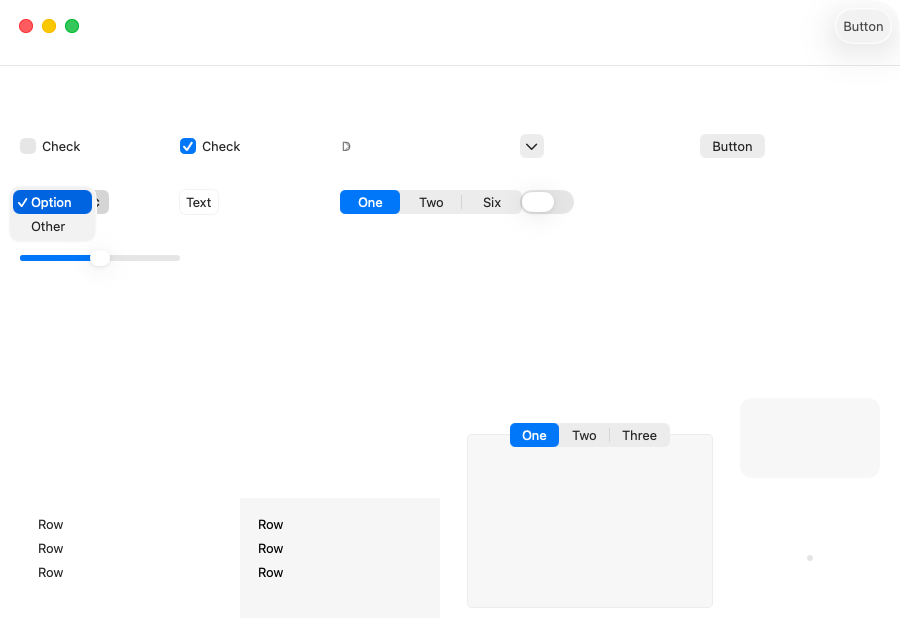 Button
Check
Check
Button
Option
Text
One
Two
Six
Other
One
Two
Three
Row
Row
Row
Row
Row
Row